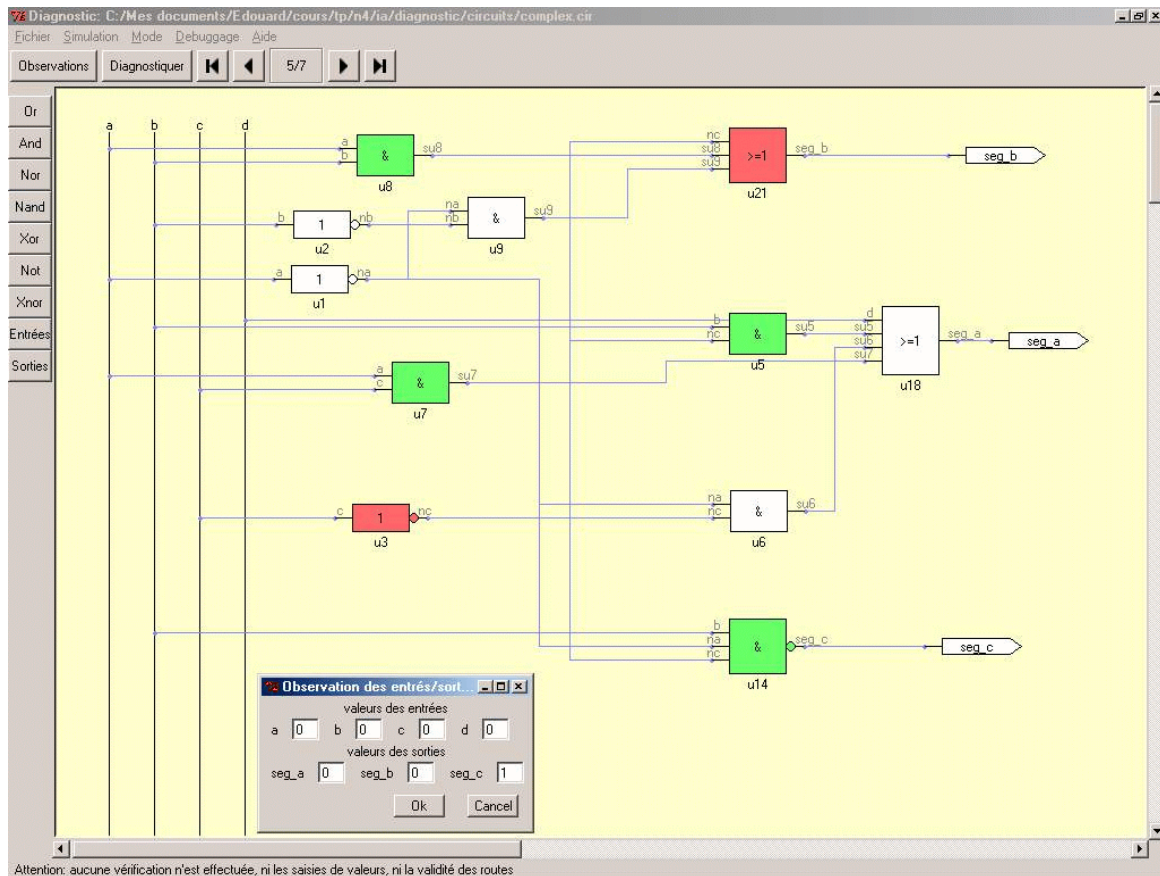 Diagnostic: C:/Mes documents/Edouard/cours/tp/n4/ia/diagnostic/circuits/complex.cir
Fichier Simulation Mode Debuggage Aide
Observations Diagnostiquer 5/7
Or
And
Nor
Nand
Xor
Not
Xnor
Entrées
Sorties
a b c d
a
b
&
su8
u8
nc
su8
su9
>=1
seg_b
u21
seg_b
b
1
nb
u2
na
nb
&
su9
u9
a
1
na
u1
b
nc
&
su5
u5
d
su5
su6
su7
>=1
seg_a
u18
seg_a
a
c
&
su7
u7
c
1
nc
u3
na
nc
&
su6
u6
b
na
nc
&
seg_c
u14
seg_c
Observation des entrés/sort...
valeurs des entrées
a 0 b 0 c 0 d 0
valeurs des sorties
seg_a 0 seg_b 0 seg_c 1
Ok Cancel
Attention: aucune vérification n'est effectuée, ni les saisies de valeurs, ni la validité des routes